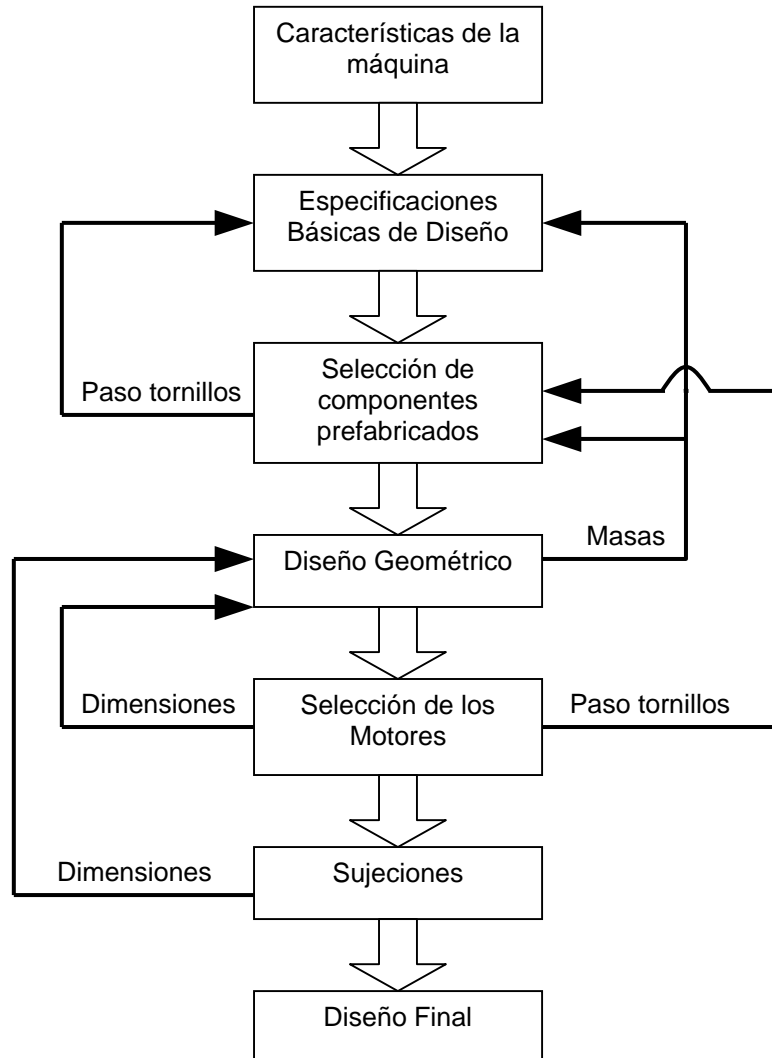 Características de la
máquina
Especificaciones
Básicas de Diseño
Selección de
componentes
prefabricados
Paso tornillos
Masas
Diseño Geométrico
Dimensiones
Selección de los
Motores
Paso tornillos
Dimensiones
Sujeciones
Diseño Final